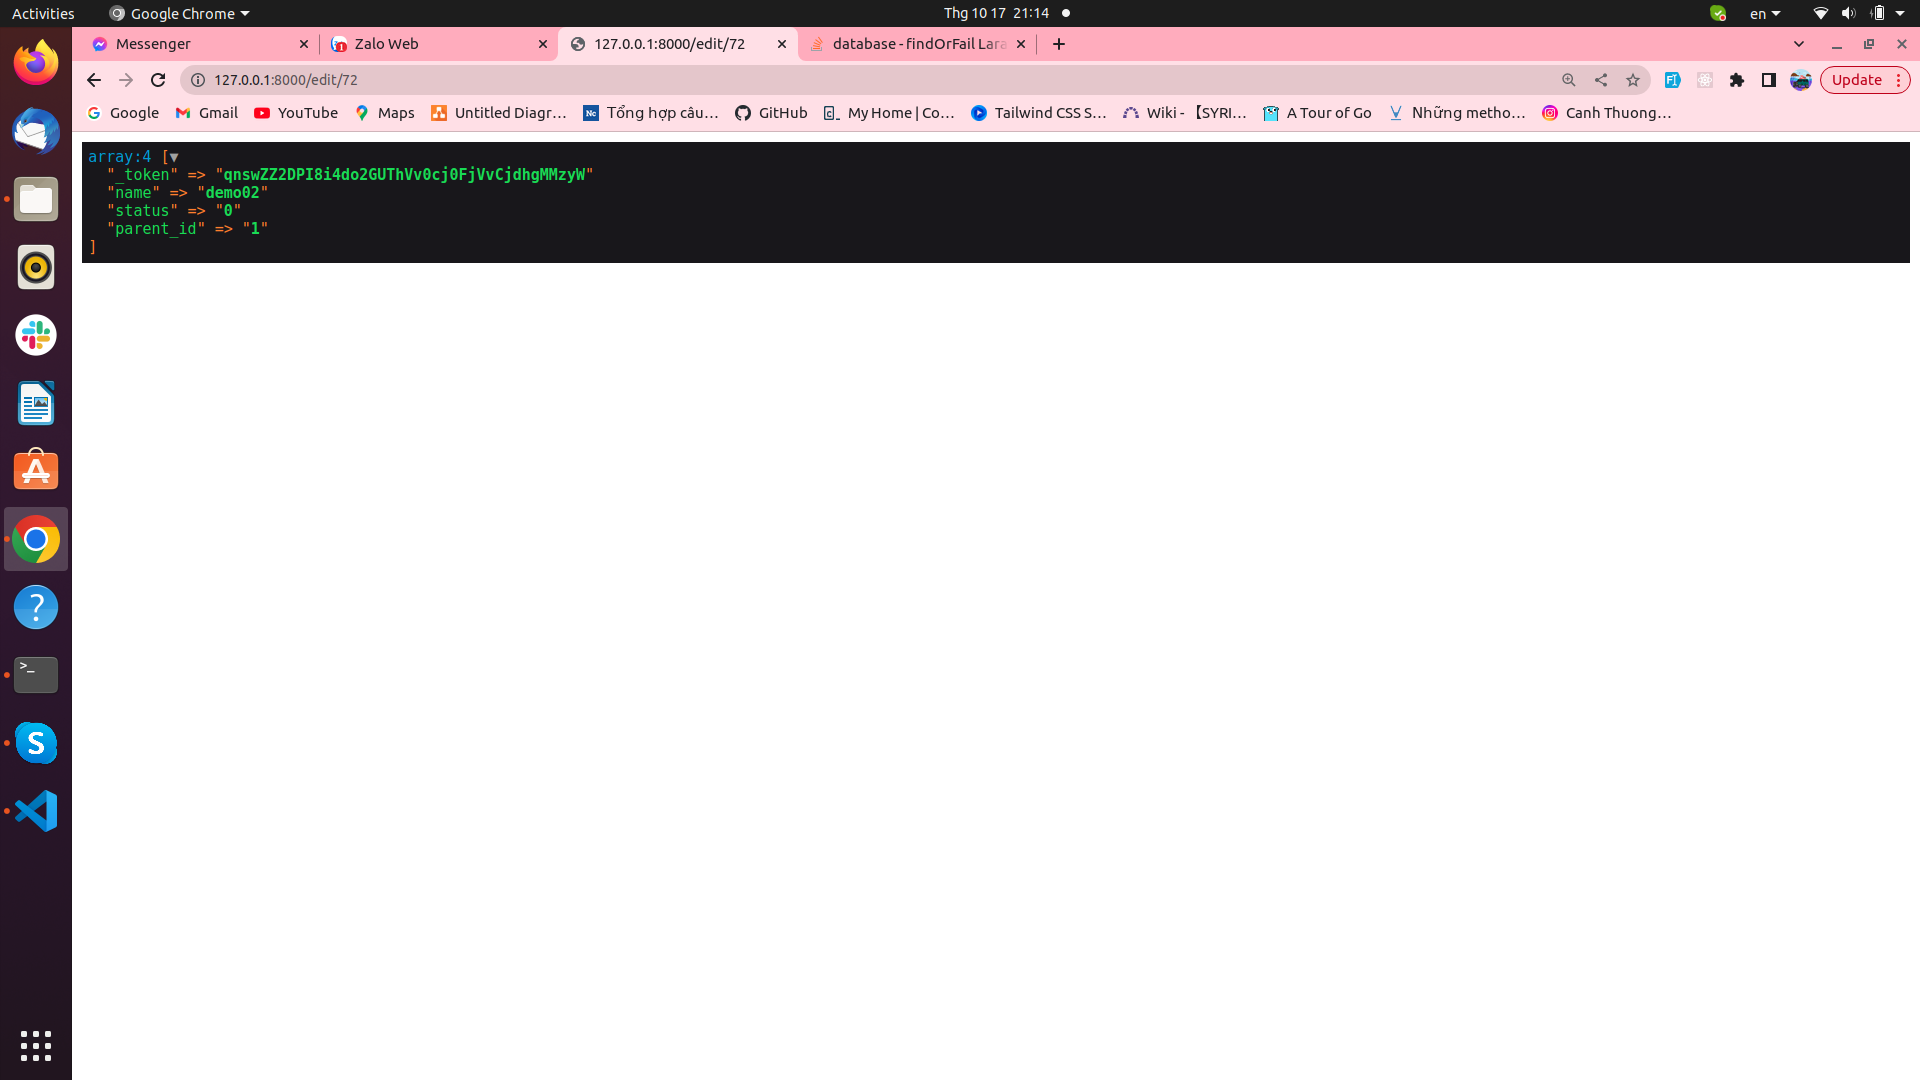 Activities Google Chrome Thg 10 17 21:14 en
Messenger Zalo Web 127.0.0.1:8000/edit/72 database - findOrFail Lara
127.0.0.1:8000/edit/72 Update
Google Gmail YouTube Maps Untitled Diagr… Tổng hợp câu… GitHub My Home | Co… Tailwind CSS S… Wiki - 【SYRI… A Tour of Go Những metho… Canh Thuong…
array:4 [▼
"_token" => "qnswZZ2DPI8i4do2GUThVv0cj0FjVvCjdhgMMzyW"
"name" => "demo02"
"status" => "0"
"parent_id" => "1"
]